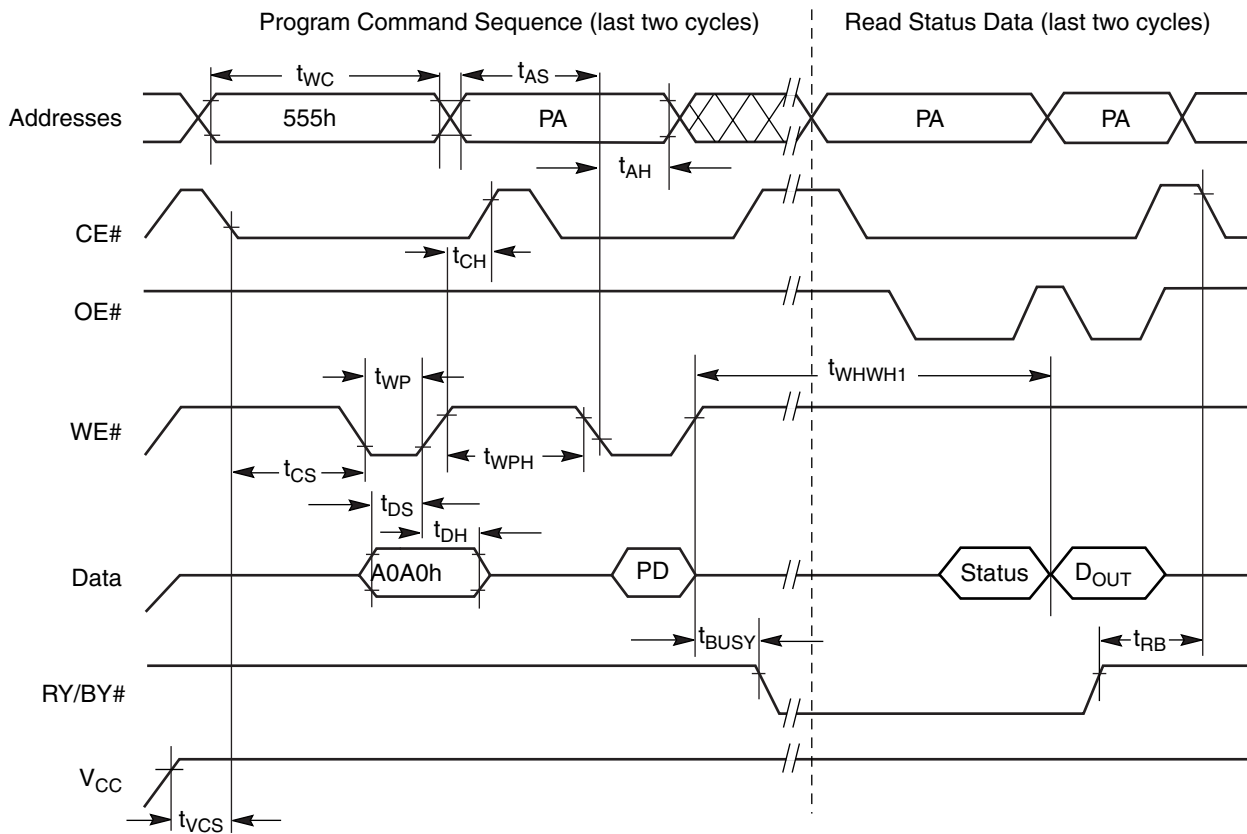 Program Command Sequence (last two cycles)
Read Status Data (last two cycles)
tWC
tAS
Addresses
555h
PA
PA
PA
tAH
CE#
tCH
OE#
tWP
tWHWH1
WE#
tCS
tWPH
tDS
tDH
Data
A0A0h
PD
Status
DOUT
tBUSY
tRB
RY/BY#
VCC
tVCS